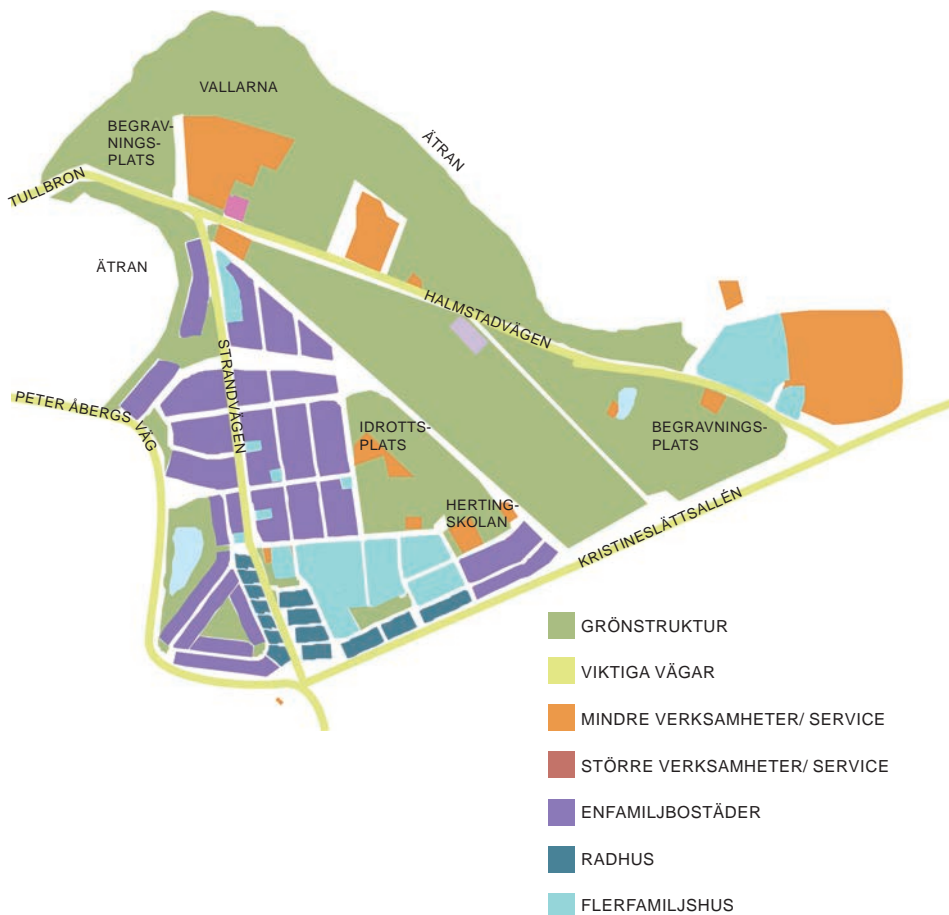 VALLARNA
BEGRAV-
NINGS-
PLATS
ÄTRAN
TULLBRON
ÄTRAN
HALMSTADVÄGEN
STRANDVÄGEN
PETER ÅBERGS VÄG
IDROTTS-
PLATS
BEGRAVNINGS-
PLATS
HERTING-
SKOLAN
KRISTINESLÄTTSALLÉN
GRÖNSTRUKTUR
VIKTIGA VÄGAR
MINDRE VERKSAMHETER/ SERVICE
STÖRRE VERKSAMHETER/ SERVICE
ENFAMILJBOSTÄDER
RADHUS
FLERFAMILJSHUS